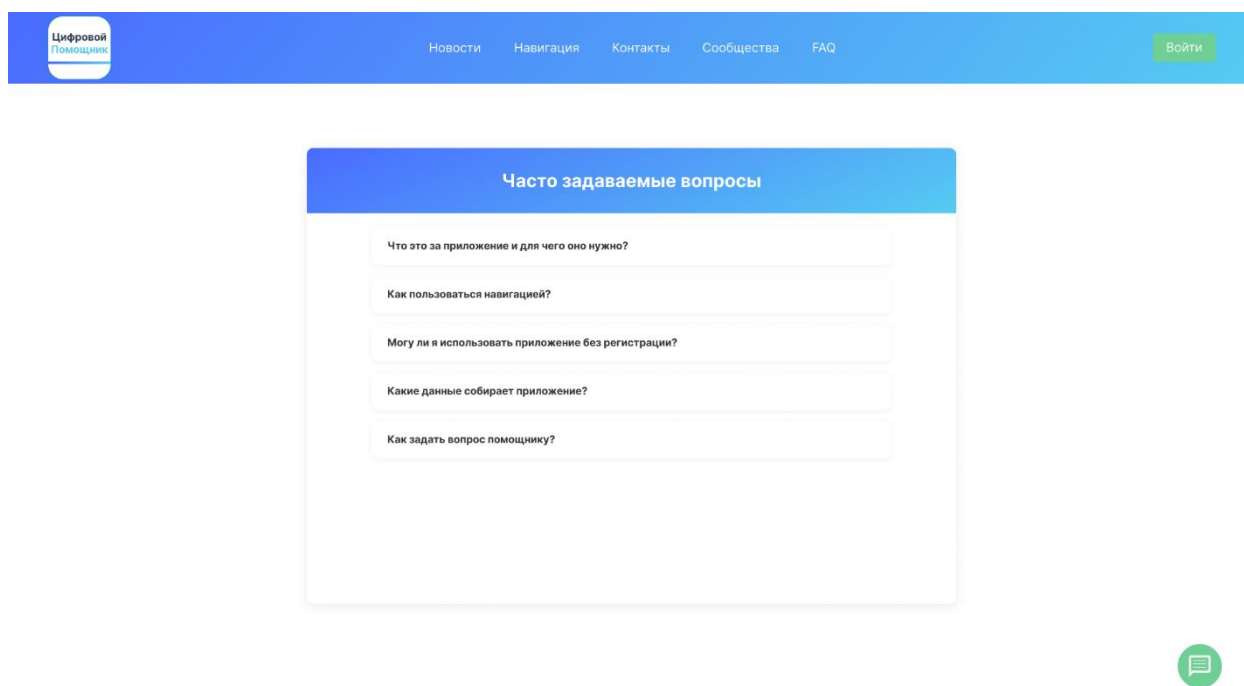 Цифровой
Помощник
Новости Навигация Контакты Сообщества FAQ
Войти
Часто задаваемые вопросы
Что это за приложение и для чего оно нужно?
Как пользоваться навигацией?
Могу ли я использовать приложение без регистрации?
Какие данные собирает приложение?
Как задать вопрос помощнику?